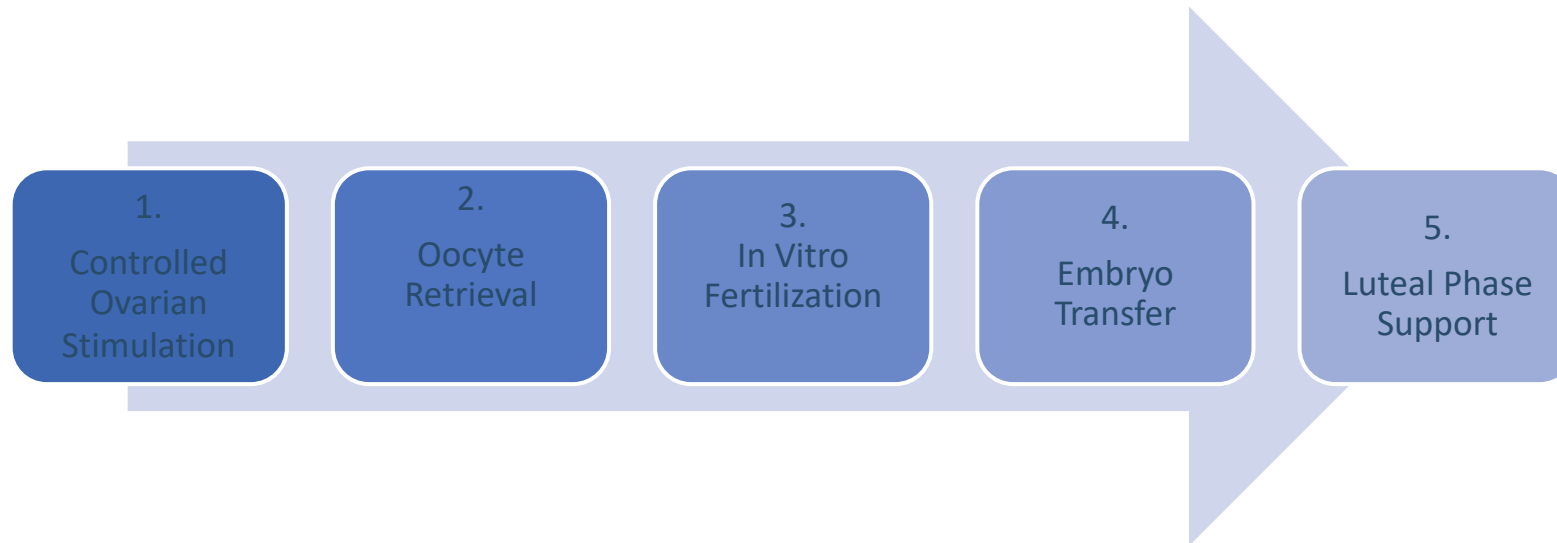 1.
Controlled
Ovarian
Stimulation
2.
Oocyte
Retrieval
3.
In Vitro
Fertilization
4.
Embryo
Transfer
5.
Luteal Phase
Support